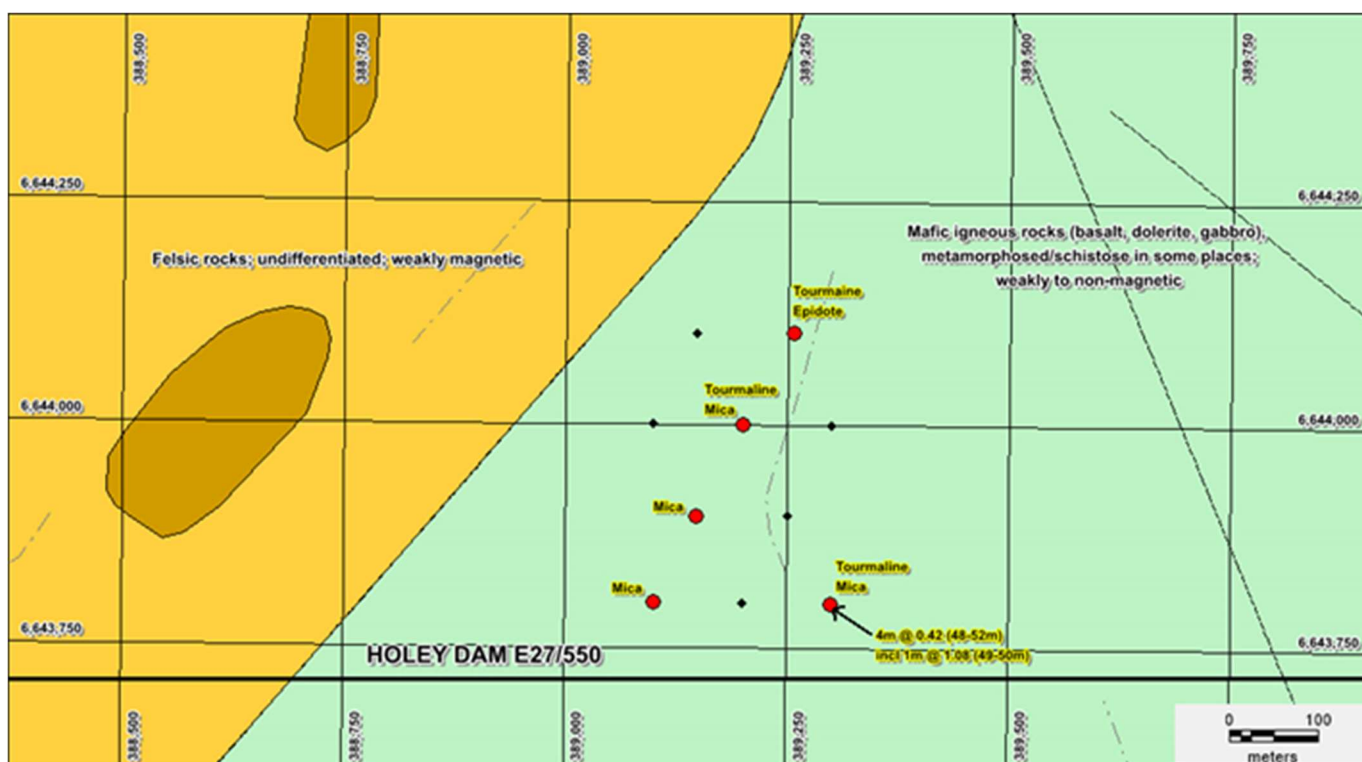 388,500
388,750
389,000
389,250
389,500
389,750
6,644,250
6,644,250
Felsic rocks; undifferentiated; weakly magnetic
Mafic igneous rocks (basalt, dolerite, gabbro),
metamorphosed/schistose in some places;
weakly to non-magnetic
Tourmaine
Epidote
Tourmaline
Mica
6,644,000
6,644,000
Mica
Mica
Tourmaline
Mica
4m @ 0.42 (48-52m)
incl 1m @ 1.08 (49-50m)
6,643,750
6,643,750
HOLEY DAM E27/550
388,500
388,750
389,000
389,250
389,500
0 100
meters